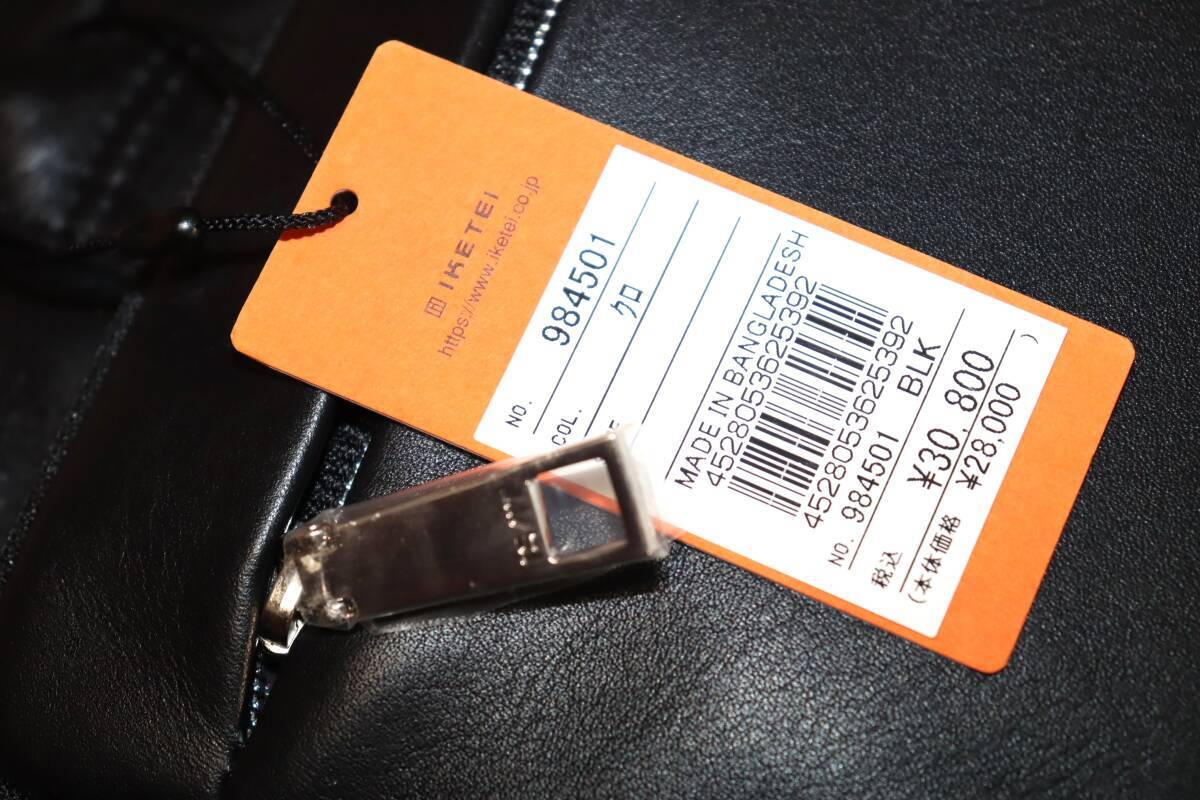 IKETEI
https://www.iketei.co.jp
NO. 984501
COL. クロ
MADE IN BANGLADESH
4528053625392
4528053625392
NO. 984501 BLK
税込 ¥30,800
(本体価格 ¥28,000 )